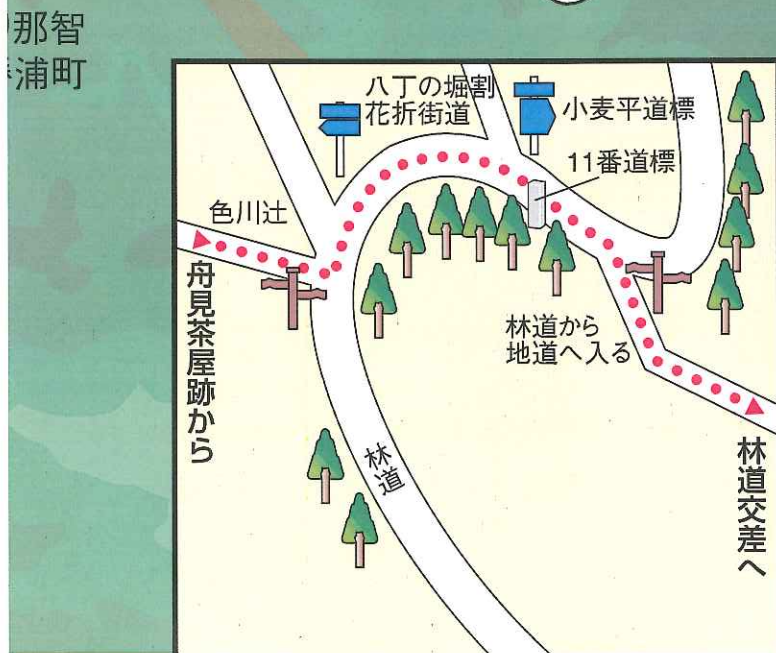 那智
浦町
八丁の堀割
花折街道
小麦平道標
11番道標
色川辻
舟見茶屋跡から
林道から
地道へ入る
林道
林道交差へ